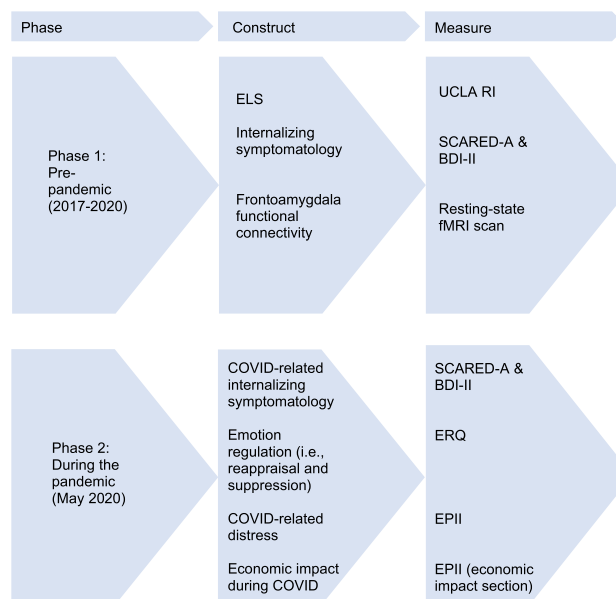 Phase
Construct
Measure
Phase 1:
Pre-
pandemic
(2017-2020)
ELS
Internalizing
symptomatology
Frontoamygdala
functional
connectivity
UCLA RI
SCARED-A &
BDI-II
Resting-state
fMRI scan
Phase 2:
During the
pandemic
(May 2020)
COVID-related
internalizing
symptomatology
Emotion
regulation (i.e.,
reappraisal and
suppression)
COVID-related
distress
Economic impact
during COVID
SCARED-A &
BDI-II
ERQ
EPII
EPII (economic
impact section)